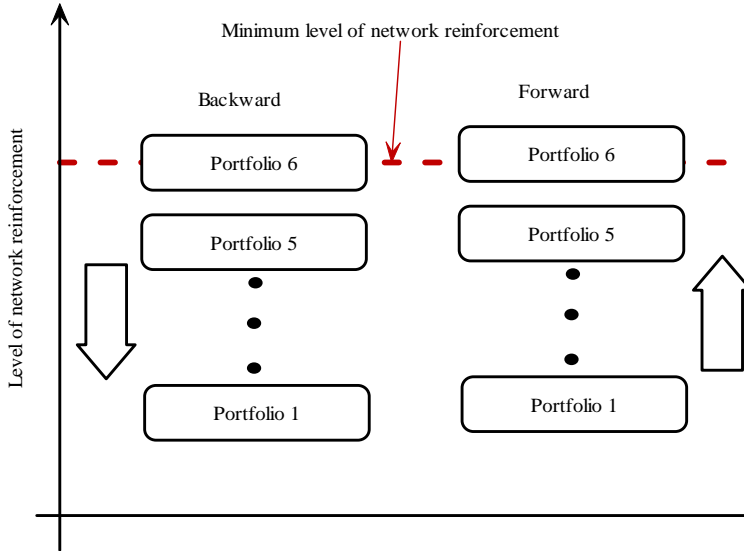 Minimum level of network reinforcement
Backward
Forward
Portfolio 6
Portfolio 6
Portfolio 5
Portfolio 5
Portfolio 1
Portfolio 1
Level of network reinforcement